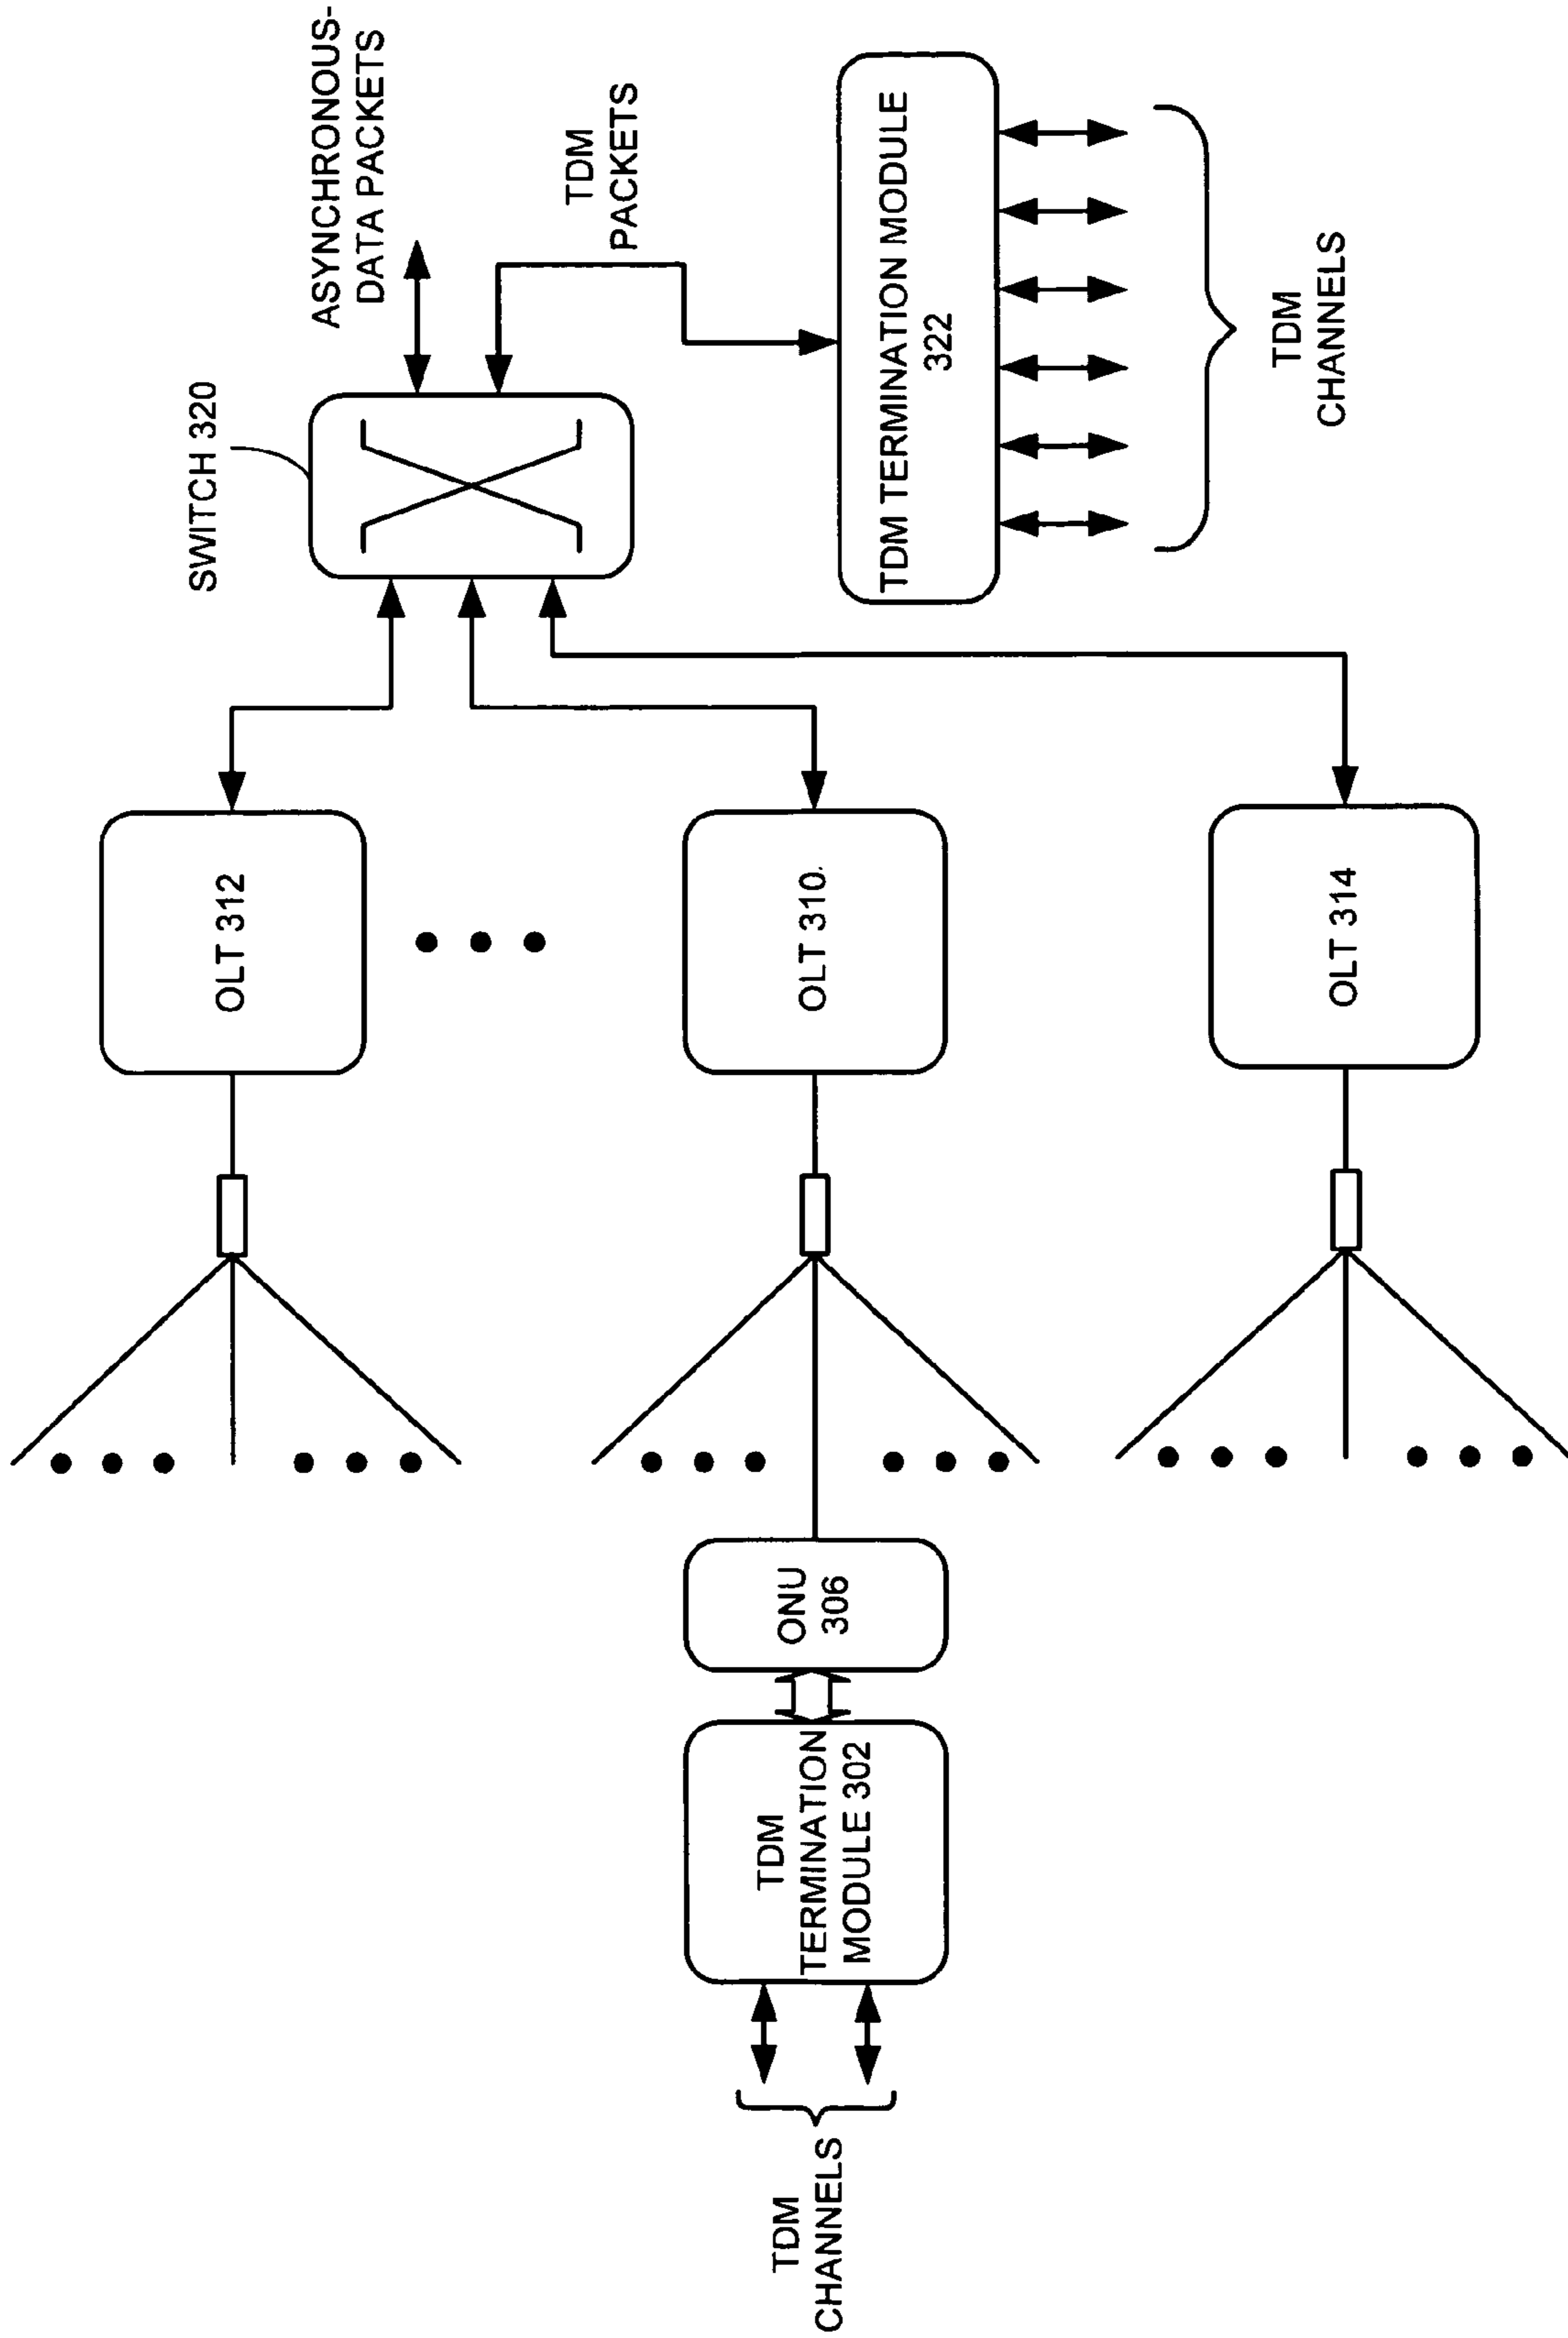 ASYNCHRONOUS-
DATA PACKETS
SWITCH 320
TDM
PACKETS
OLT 312
TDM
CHANNELS
TDM
TERMINATION
MODULE 302
ONU
306
OLT 310
TDM TERMINATION MODULE
322
OLT 314
TDM
CHANNELS